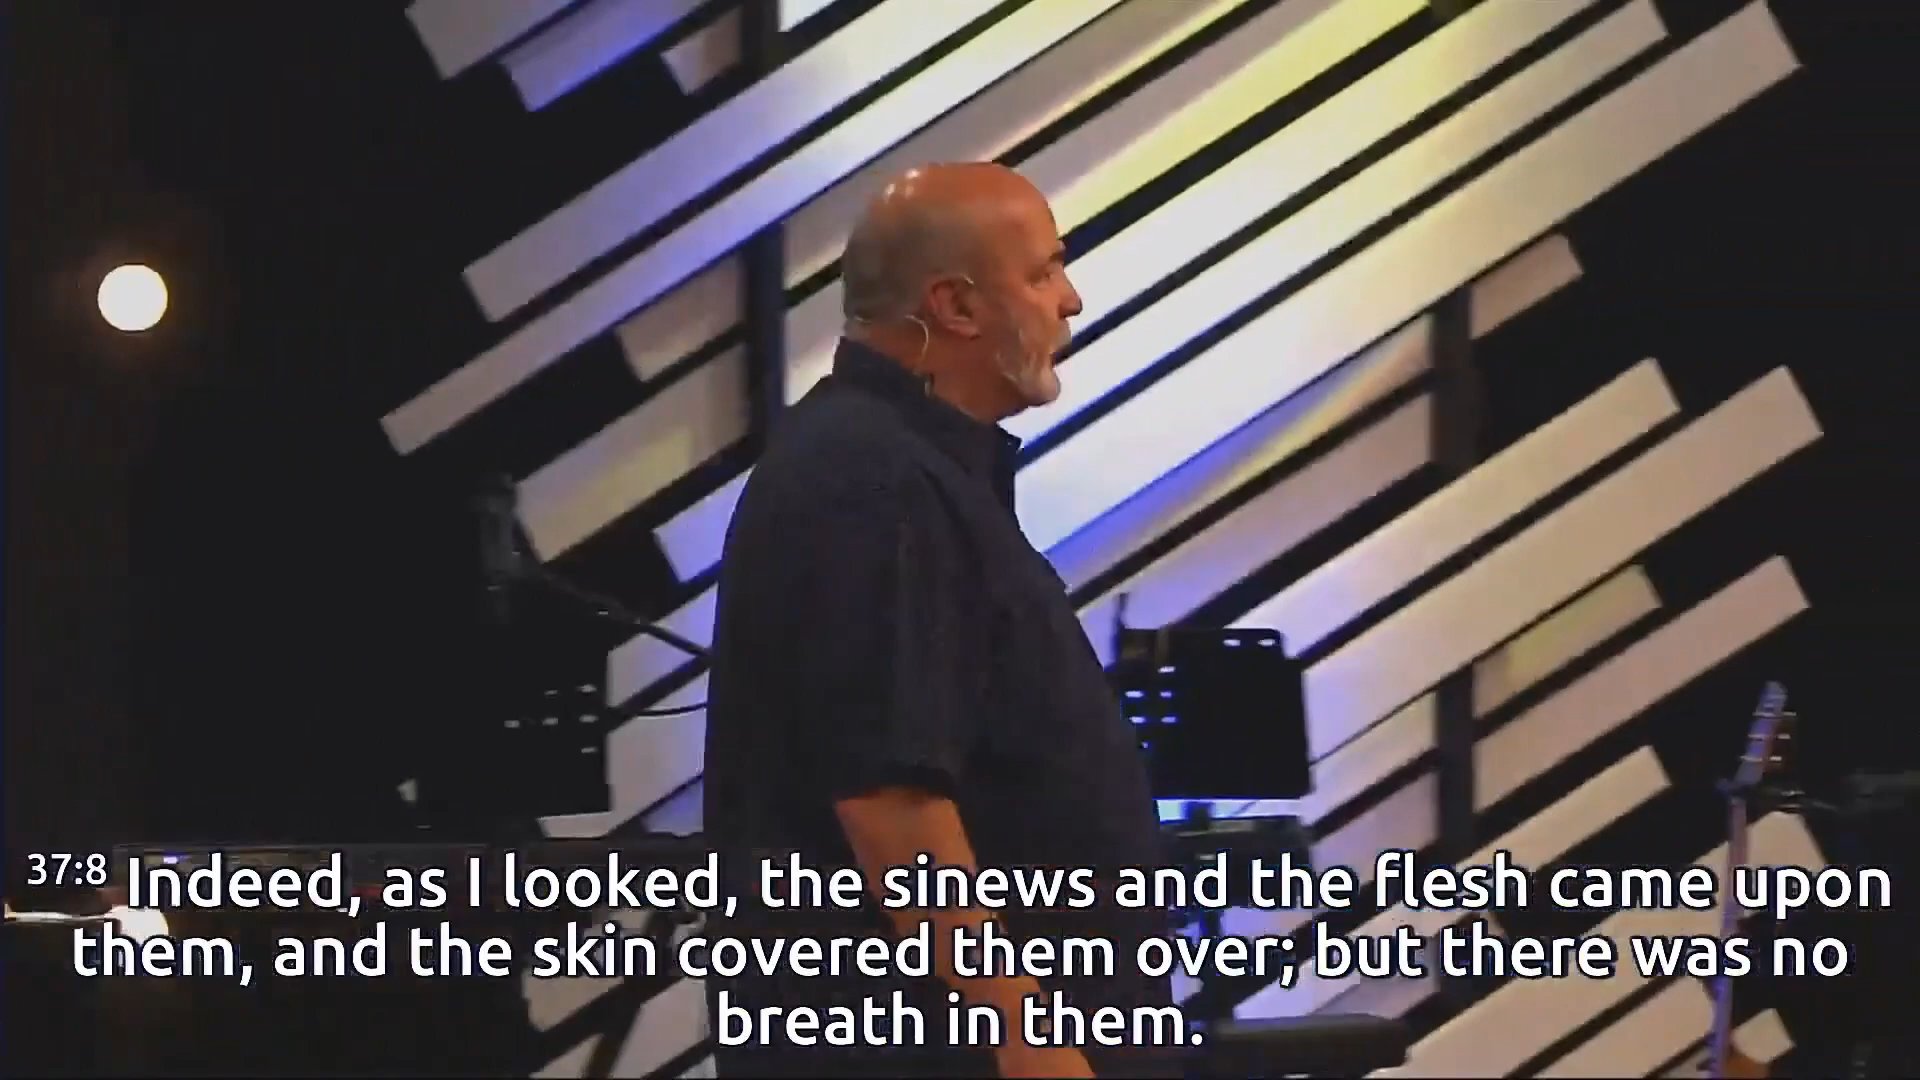 37:8 Indeed, as I looked, the sinews and the flesh came upon
them, and the skin covered them over; but there was no
breath in them.